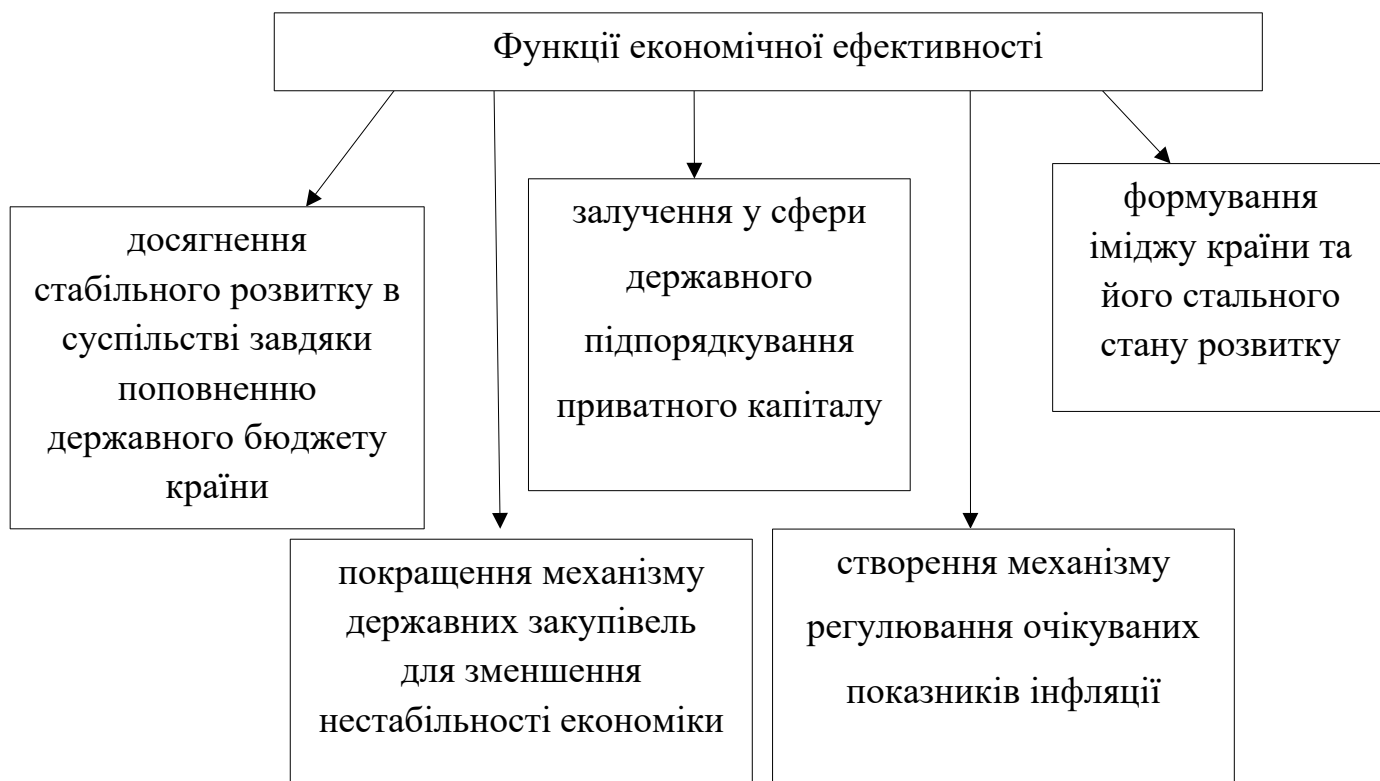 Функції економічної ефективності
досягнення
стабільного розвитку в
суспільстві завдяки
поповненню
державного бюджету
країни
покращення механізму
державних закупівель
для зменшення
нестабільності економіки
залучення у сфери
державного
підпорядкування
приватного капіталу
створення механізму
регулювання очікуваних
показників інфляції
формування
іміджу країни та
його стального
стану розвитку